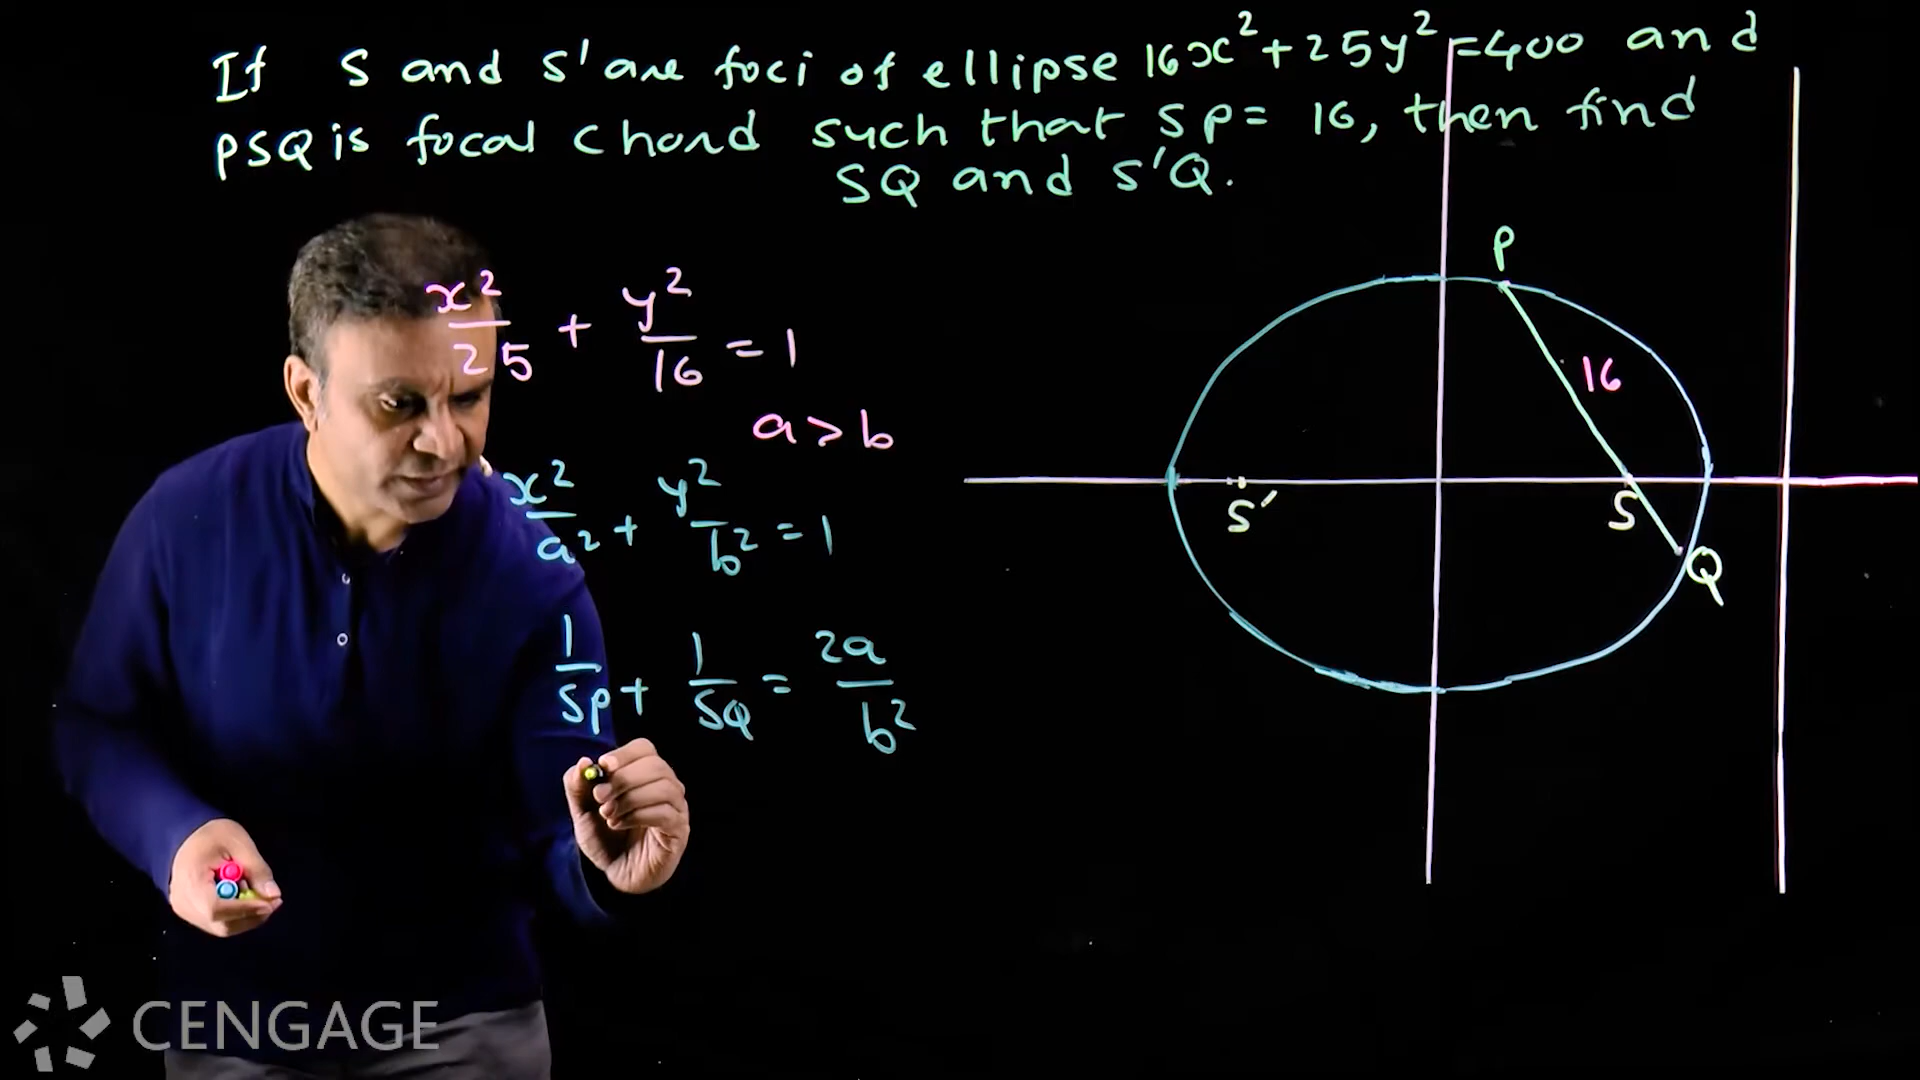 If S and S' are foci of ellipse 16x²+25y²=400 and
PSQ is focal chord such that SP= 16, then find
SQ and S'Q.
x²/25 + y²/16 = 1
a > b
x²/a² + y²/b² = 1
1/SP + 1/SQ = 2a/b²
P
16
S'
S
Q
CENGAGE